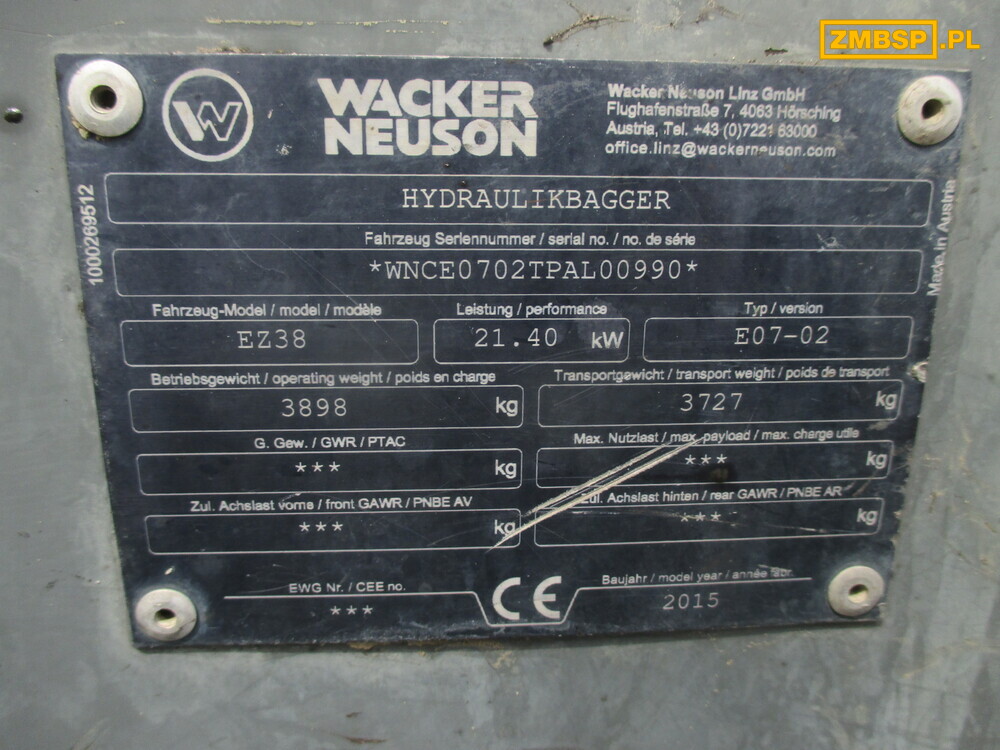 ZMBSP.PL
W
WACKER
NEUSON
Wacker Neuson Linz GmbH
Flughafenstraße 7, 4063 Hörsching
Austria, Tel. +43 (0)7221 63000
office.linz@wackerneuson.com
1000269512
Made in Austria
HYDRAULIKBAGGER
Fahrzeug Seriennummer / serial no. / no. de série
*WNCE0702TPAL00990*
Fahrzeug-Model / model / modèle
EZ38
Leistung / performance
21.40 kW
Typ / version
E07-02
Betriebsgewicht / operating weight / poids en charge
3898 kg
Transportgewicht / transport weight / poids de transport
3727 kg
G. Gew. / GWR / PTAC
*** kg
Max. Nutzlast / max. payload / max. charge utile
*** kg
Zul. Achslast vorne / front GAWR / PNBE AV
*** kg
Zul. Achslast hinten / rear GAWR / PNBE AR
*** kg
EWG Nr. / CEE no.
***
CE
Baujahr / model year / année fabr.
2015